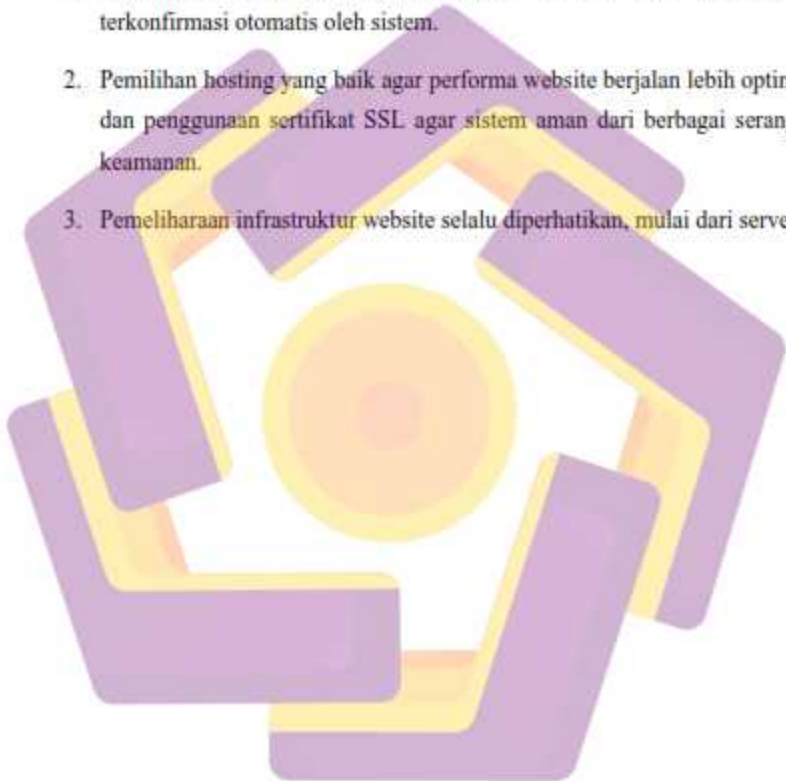 terkonfirmasi otomatis oleh sistem.
2. Pemilihan hosting yang baik agar performa website berjalan lebih
dan penggunaan sertifikat SSL agar sistem aman dari berbagai
keamanan.
3. Pemeliharaan infrastruktur website selalu diperhatikan, mulai dari